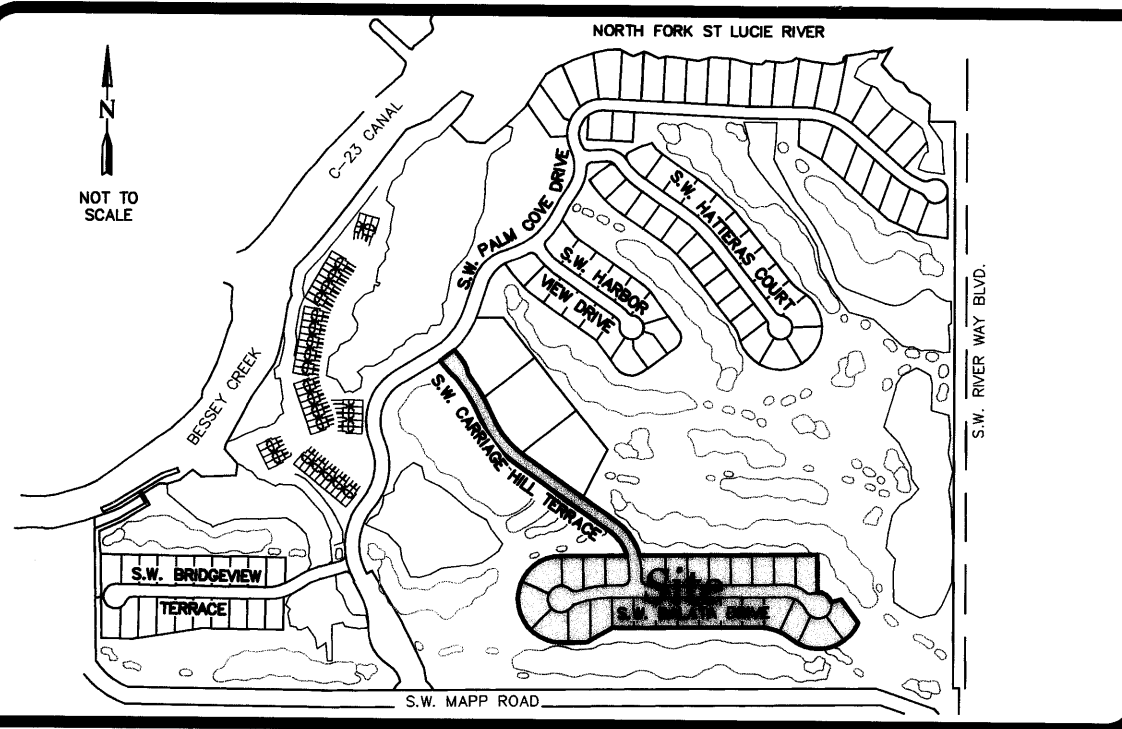 NORTH FORK ST LUCIE RIVER
N
NOT TO
SCALE
C-23 CANAL
BESSEY CREEK
S.W. PALM COVE DRIVE
S.W. HATTERAS COURT
S.W. HARBOR
VIEW DRIVE
S.W. RIVER WAY BLVD.
S.W. CARRIAGE HILL TERRACE
S.W. BRIDGEVIEW
TERRACE
Site
S.W. DRIVE
S.W. MAPP ROAD